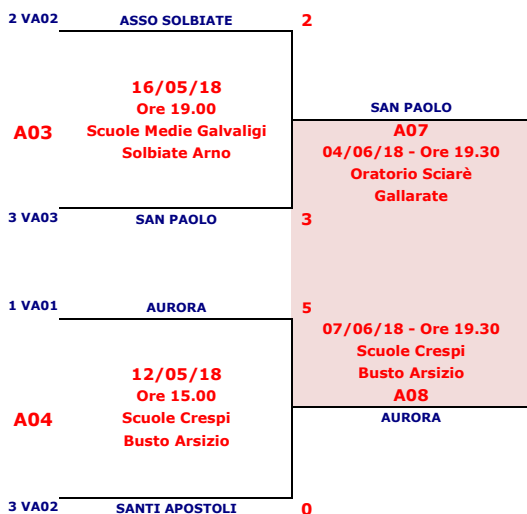 2 VA02 ASSO SOLBIATE 2
16/05/18
Ore 19.00
A03 Scuole Medie Galvaligi
Solbiate Arno
3 VA03 SAN PAOLO 3
SAN PAOLO
A07
04/06/18 - Ore 19.30
Oratorio Sciarè
Gallarate
1 VA01 AURORA 5
12/05/18
Ore 15.00
A04 Scuole Crespi
Busto Arsizio
3 VA02 SANTI APOSTOLI 0
07/06/18 - Ore 19.30
Scuole Crespi
Busto Arsizio
A08
AURORA